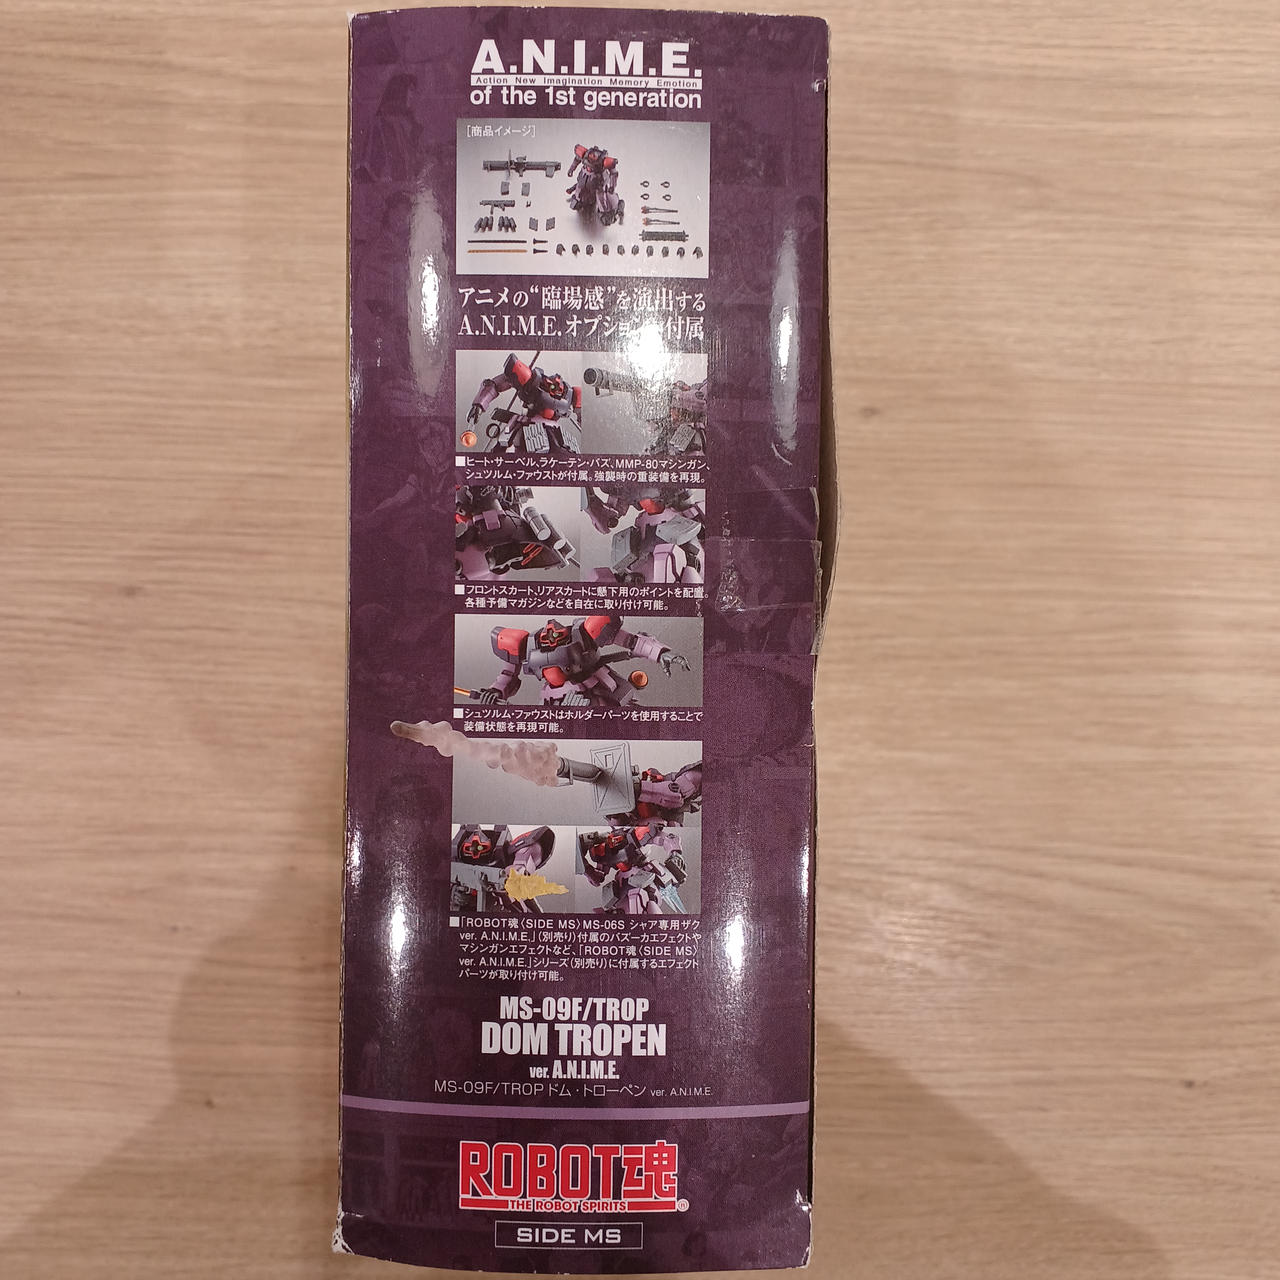 A.N.I.M.E.
Action New Imagination Memory Emotion
of the 1st generation
[商品イメージ]
アニメの“臨場感”を演出する
A.N.I.M.E.オプション 付属
■ヒート・サーベル、ラケーテン・バズ、MMP-80マシンガン、
シュツルム・ファウストが付属。強襲時の重装備を再現。
■フロントスカート、リアスカートに懸下用のポイントを配置。
各種予備マガジンなどを自在に取り付け可能。
■シュツルム・ファウストはホルダーパーツを使用することで
装備状態を再現可能。
■「ROBOT魂〈SIDE MS〉MS-06S シャア専用ザク
ver. A.N.I.M.E.」(別売り)付属のバズーカエフェクトや
マシンガンエフェクトなど、「ROBOT魂〈SIDE MS〉
ver. A.N.I.M.E.」シリーズ(別売り)に付属するエフェクト
パーツが取り付け可能。
MS-09F/TROP
DOM TROPEN
ver. A.N.I.M.E.
MS-09F/TROP ドム・トローペン ver. A.N.I.M.E.
ROBOT魂
THE ROBOT SPIRITS
SIDE MS